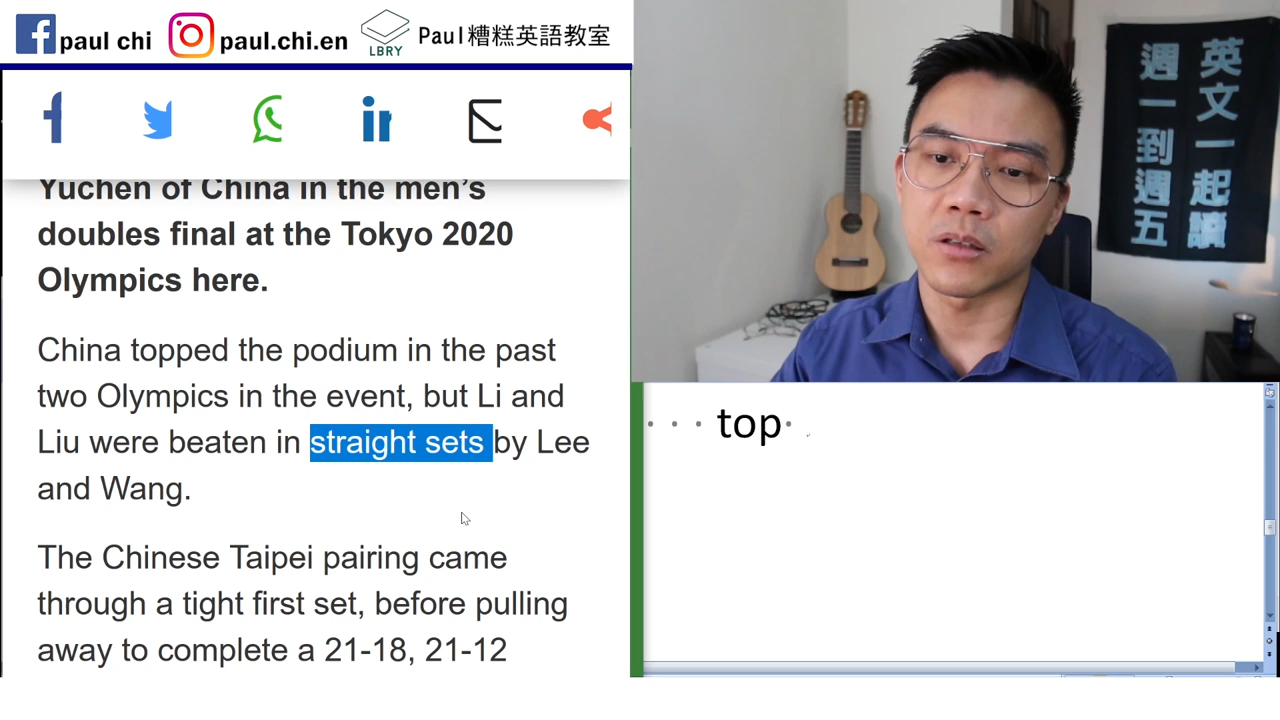 paul chi
paul.chi.en
LBRY
Paul糟糕英語教室
Yuchen of China in the men's
doubles final at the Tokyo 2020
Olympics here.
China topped the podium in the past
two Olympics in the event, but Li and
Liu were beaten in straight sets by Lee
and Wang.
The Chinese Taipei pairing came
through a tight first set, before pulling
away to complete a 21-18, 21-12
英文一起讀
週一到週五
top